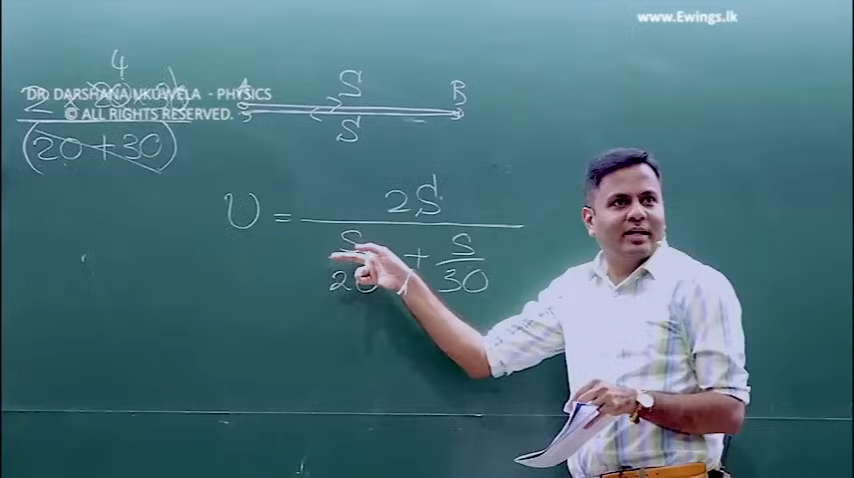 www.Ewings.lk
4
DR. DARSHANA UKUWELA - PHYSICS
© ALL RIGHTS RESERVED.
2 × 20 × 30
(20 + 30)
A S B
S
U = 2S
S/20 + S/30